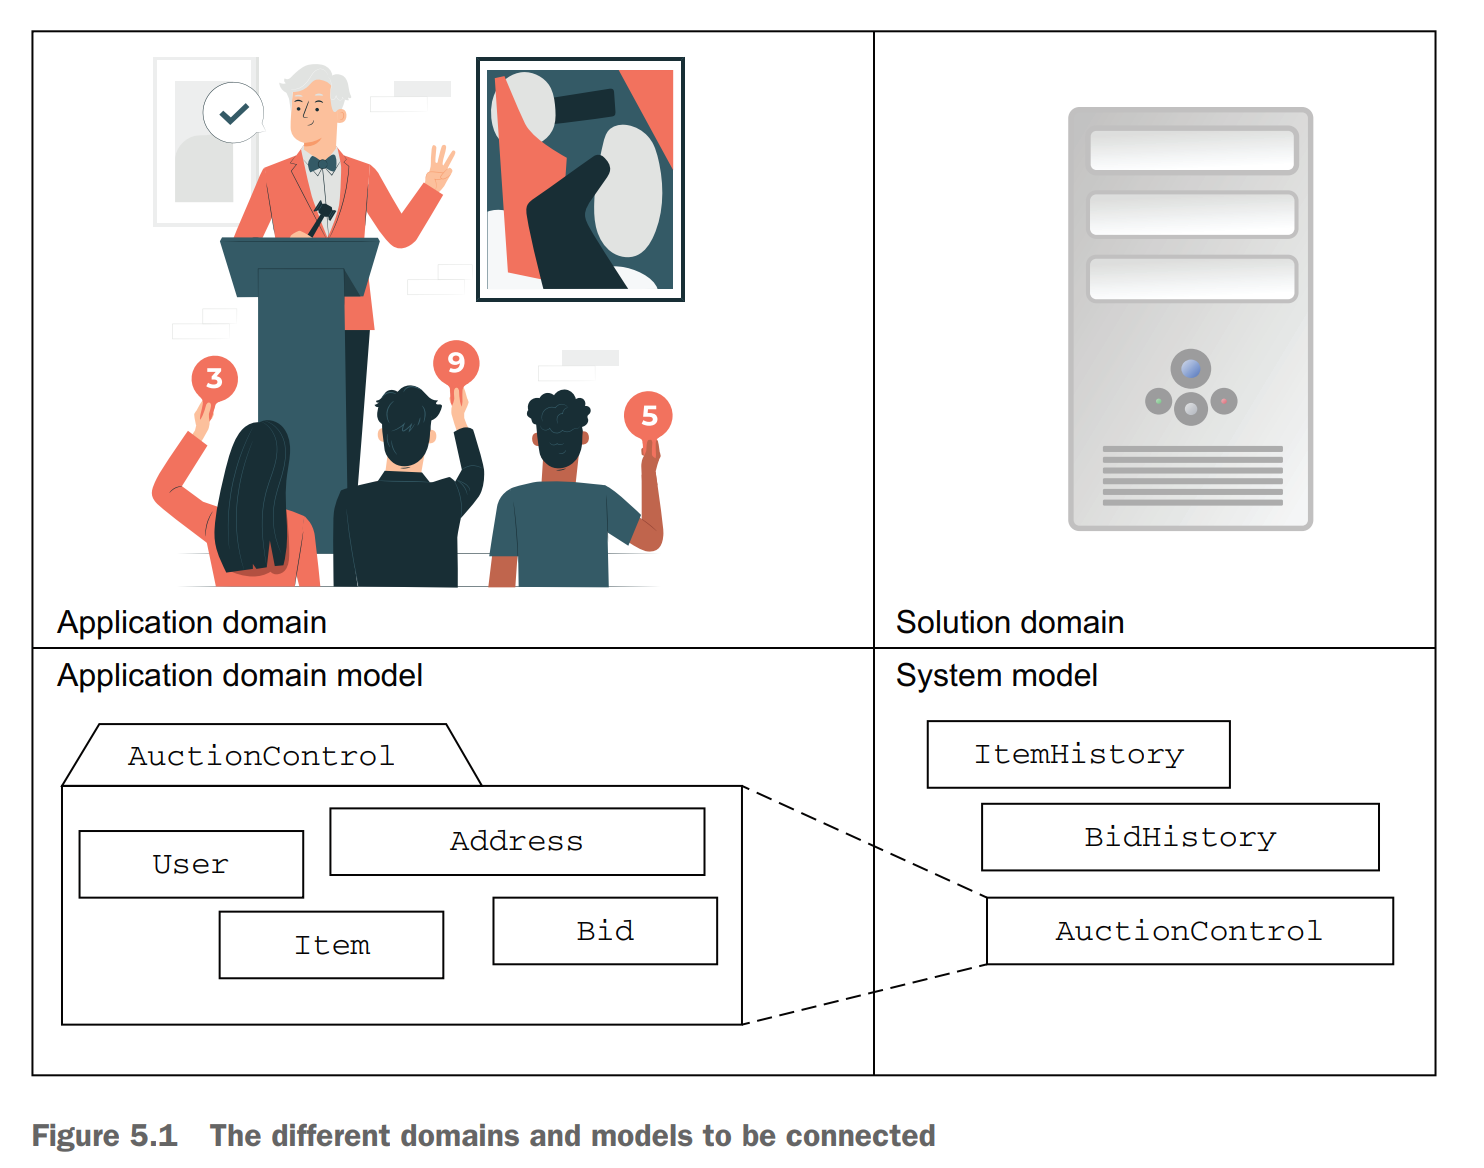 3
9
5
Application domain
Solution domain
Application domain model
System model
AuctionControl
User
Address
Item
Bid
ItemHistory
BidHistory
AuctionControl
Figure 5.1 The different domains and models to be connected